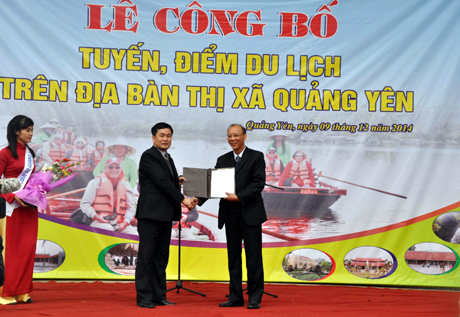 LỄ CÔNG BỐ
TUYẾN, ĐIỂM DU LỊCH
TRÊN ĐỊA BÀN THỊ XÃ QUẢNG YÊN
Quảng Yên, ngày 09 tháng 12 năm 2014